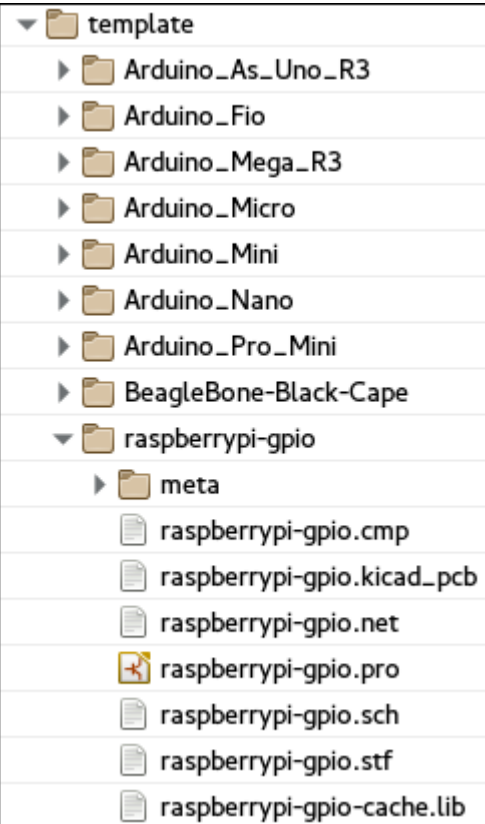 template
Arduino_As_Uno_R3
Arduino_Fio
Arduino_Mega_R3
Arduino_Micro
Arduino_Mini
Arduino_Nano
Arduino_Pro_Mini
BeagleBone-Black-Cape
raspberrypi-gpio
meta
raspberrypi-gpio.cmp
raspberrypi-gpio.kicad_pcb
raspberrypi-gpio.net
raspberrypi-gpio.pro
raspberrypi-gpio.sch
raspberrypi-gpio.stf
raspberrypi-gpio-cache.lib